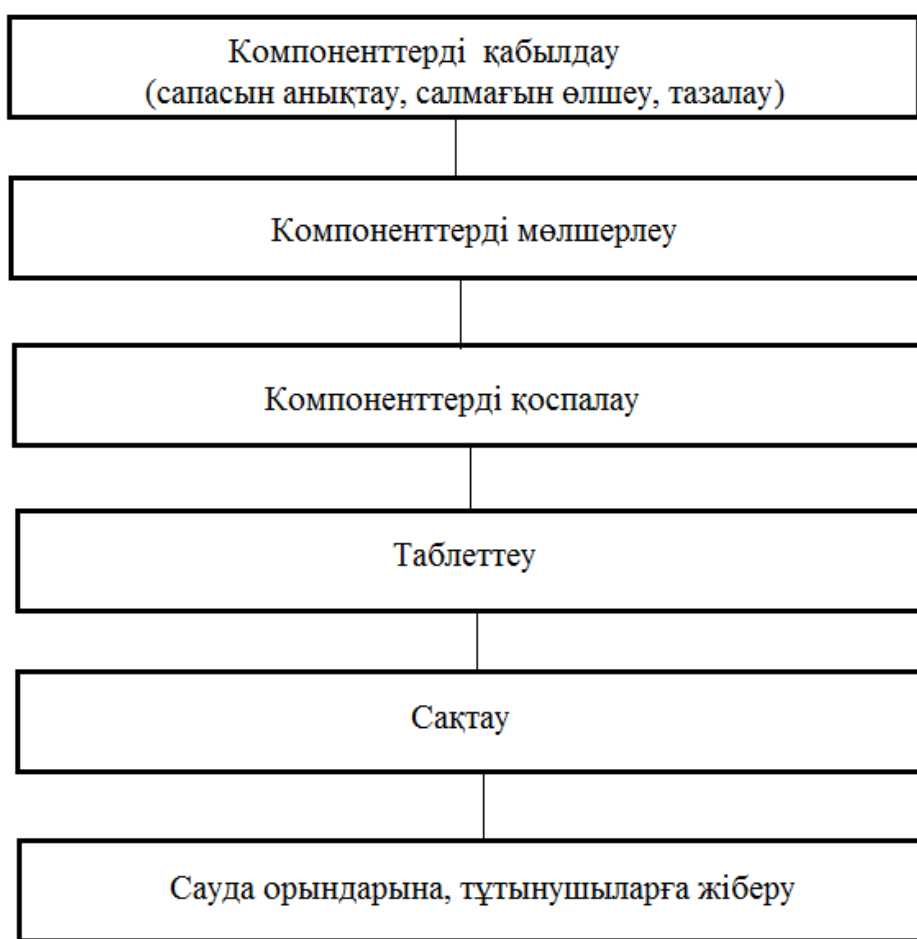 Компоненттерді қабылдау
(сапасын анықтау, салмағын өлшеу, тазалау)
Компоненттерді мөлшерлеу
Компоненттерді қоспалау
Таблеттеу
Сақтау
Сауда орындарына, тұтынушыларға жіберу